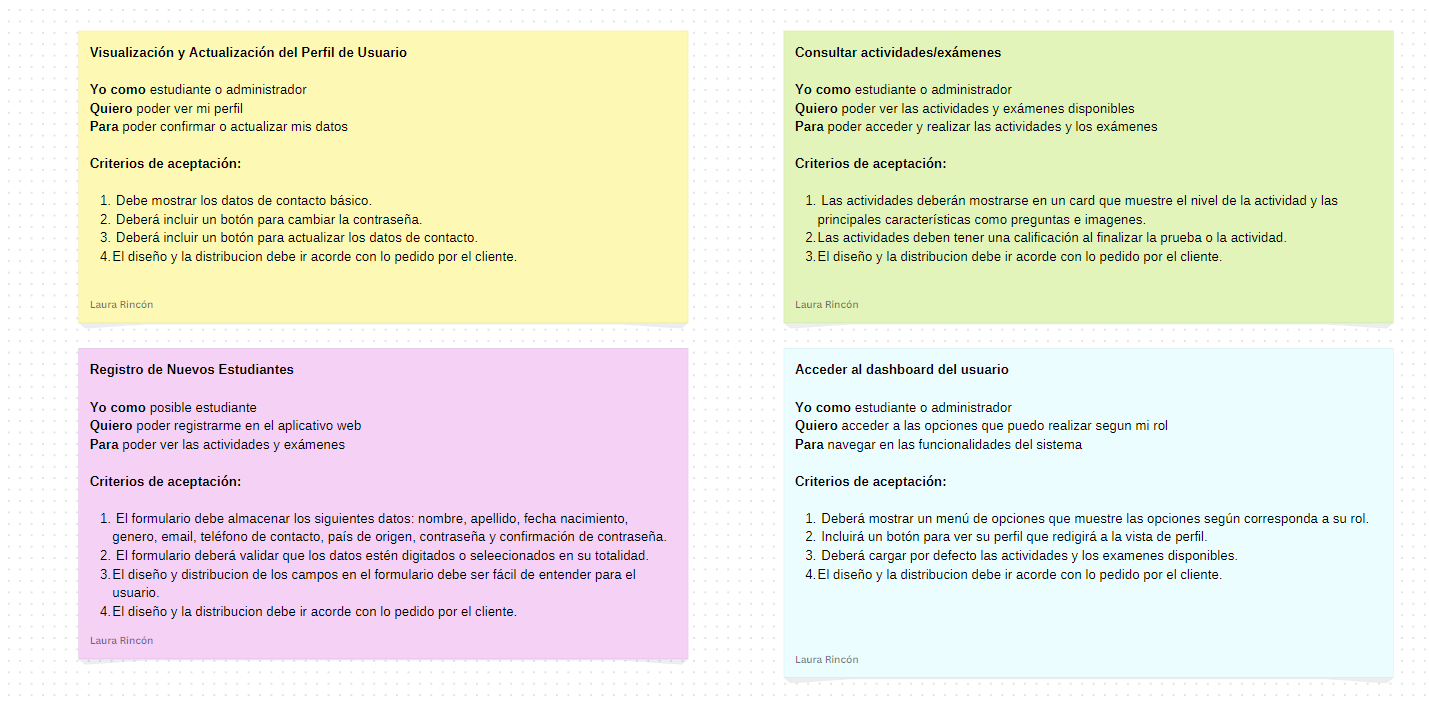 Visualización y Actualización del Perfil de Usuario
Yo como estudiante o administrador
Quiero poder ver mi perfil
Para poder confirmar o actualizar mis datos
Criterios de aceptación:
1. Debe mostrar los datos de contacto básico.
2. Deberá incluir un botón para cambiar la contraseña.
3. Deberá incluir un botón para actualizar los datos de contacto.
4. El diseño y la distribucion debe ir acorde con lo pedido por el cliente.
Laura Rincón
Consultar actividades/exámenes
Yo como estudiante o administrador
Quiero poder ver las actividades y exámenes disponibles
Para poder acceder y realizar las actividades y los exámenes
Criterios de aceptación:
1. Las actividades deberán mostrarse en un card que muestre el nivel de la actividad y las
principales características como preguntas e imagenes.
2. Las actividades deben tener una calificación al finalizar la prueba o la actividad.
3. El diseño y la distribucion debe ir acorde con lo pedido por el cliente.
Laura Rincón
Registro de Nuevos Estudiantes
Yo como posible estudiante
Quiero poder registrarme en el aplicativo web
Para poder ver las actividades y exámenes
Criterios de aceptación:
1. El formulario debe almacenar los siguientes datos: nombre, apellido, fecha nacimiento,
genero, email, teléfono de contacto, país de origen, contraseña y confirmación de contraseña.
2. El formulario deberá validar que los datos estén digitados o seleecionados en su totalidad.
3. El diseño y distribucion de los campos en el formulario debe ser fácil de entender para el
usuario.
4. El diseño y la distribucion debe ir acorde con lo pedido por el cliente.
Laura Rincón
Acceder al dashboard del usuario
Yo como estudiante o administrador
Quiero acceder a las opciones que puedo realizar segun mi rol
Para navegar en las funcionalidades del sistema
Criterios de aceptación:
1. Deberá mostrar un menú de opciones que muestre las opciones según corresponda a su rol.
2. Incluirá un botón para ver su perfil que redigirá a la vista de perfil.
3. Deberá cargar por defecto las actividades y los examenes disponibles.
4. El diseño y la distribucion debe ir acorde con lo pedido por el cliente.
Laura Rincón